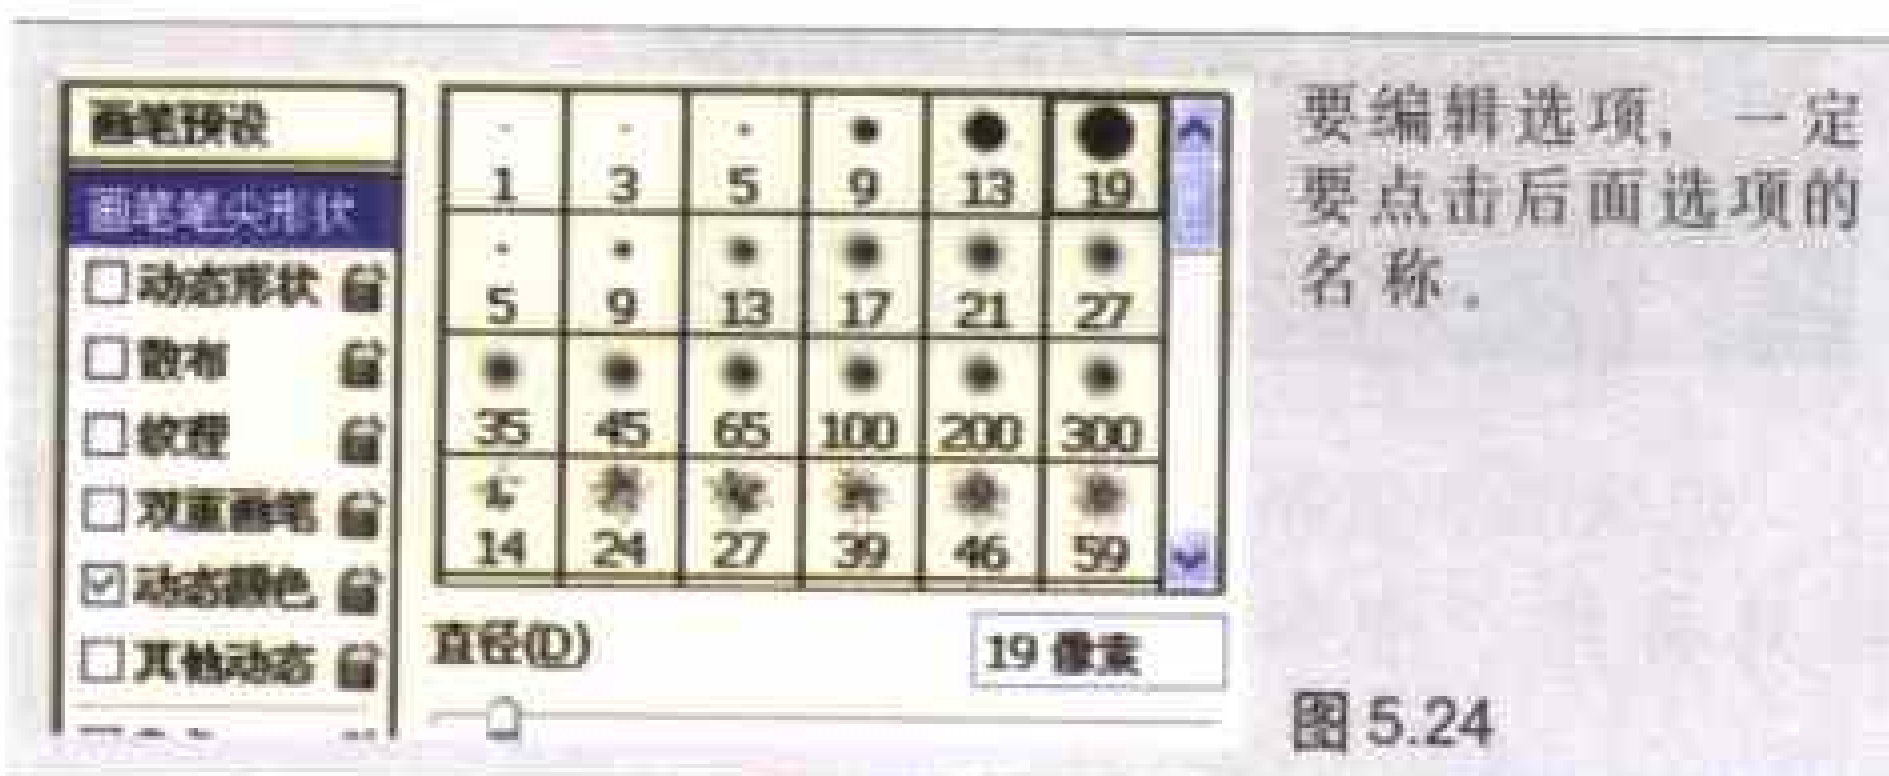 画笔预设
画笔笔尖形状
动态形状
散布
纹理
双重画笔
动态颜色
其他动态
1 3 5 9 13 19
5 9 13 17 21 27
35 45 65 100 200 300
14 24 27 39 46 59
直径(D)
19 像素
要编辑选项，一定
要点击后面选项的
名称。
图 5.24